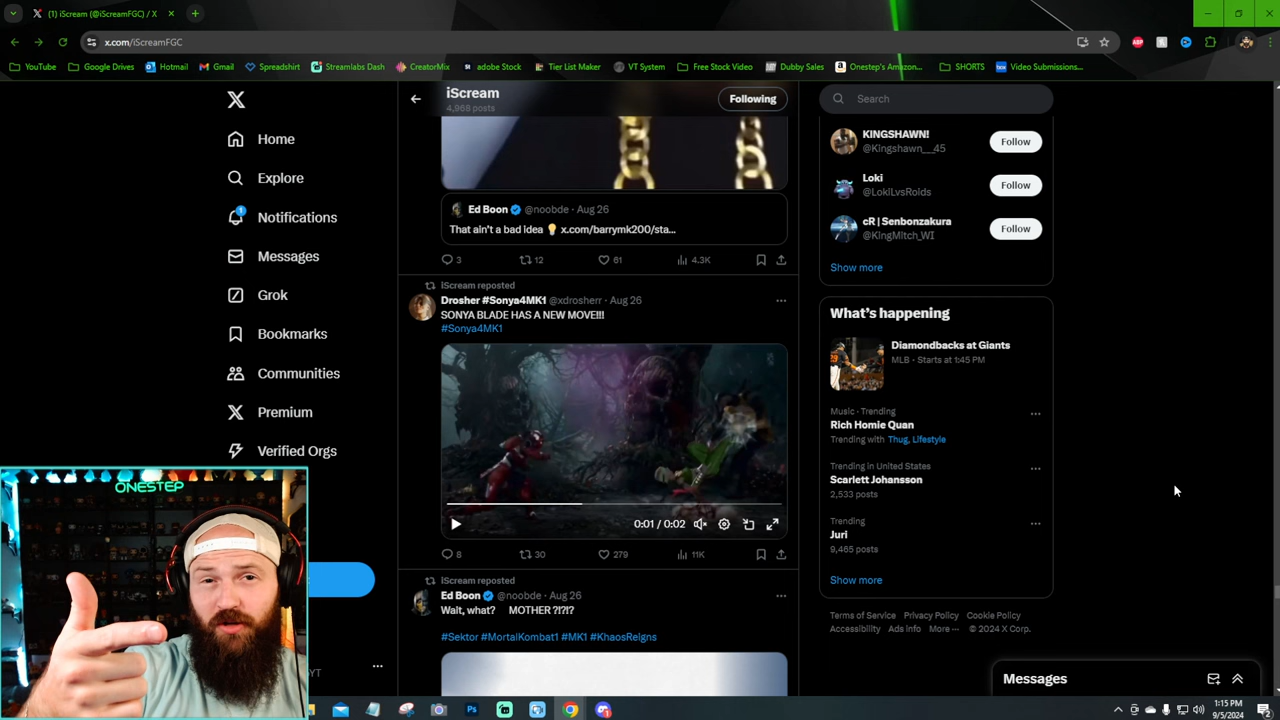 (1) iScream (@iScreamFGC) / X
x.com/iScreamFGC
YouTube
Google Drives
Hotmail
Gmail
Spreadshirt
Streamlabs Dash
CreatorMix
adobe Stock
Tier List Maker
VT System
Free Stock Video
Dubby Sales
Onestep's Amazon...
SHORTS
Video Submissions...
Home
Explore
1
Notifications
Messages
Grok
Bookmarks
Communities
Premium
Verified Orgs
ONESTEP
YT
iScream
4,969 posts
Following
Ed Boon @noobde · Aug 26
That ain't a bad idea 💡 x.com/barrymk200/sta...
3 12 61 4.3K
iScream reposted
Drosher #Sonya4MK1 @xdrosherr · Aug 26
SONYA BLADE HAS A NEW MOVE!!!
#Sonya4MK1
0:01 / 0:02
8 30 279 11K
iScream reposted
Ed Boon @noobde · Aug 26
Wait, what? MOTHER ?!?!?
#Sektor #MortalKombat1 #MK1 #KhaosReigns
Search
KINGSHAWN!
@Kingshawn___45
Follow
Loki
@LokiLvsRoids
Follow
cR | Senbonzakura
@KingMitch_WI
Follow
Show more
What's happening
Diamondbacks at Giants
MLB · Starts at 1:45 PM
Music · Trending
Rich Homie Quan
Trending with Thug, Lifestyle
Trending in United States
Scarlett Johansson
2,533 posts
Trending
Juri
9,465 posts
Show more
Terms of Service Privacy Policy Cookie Policy
Accessibility Ads info More ··· © 2024 X Corp.
Messages
1:15 PM
9/5/2024